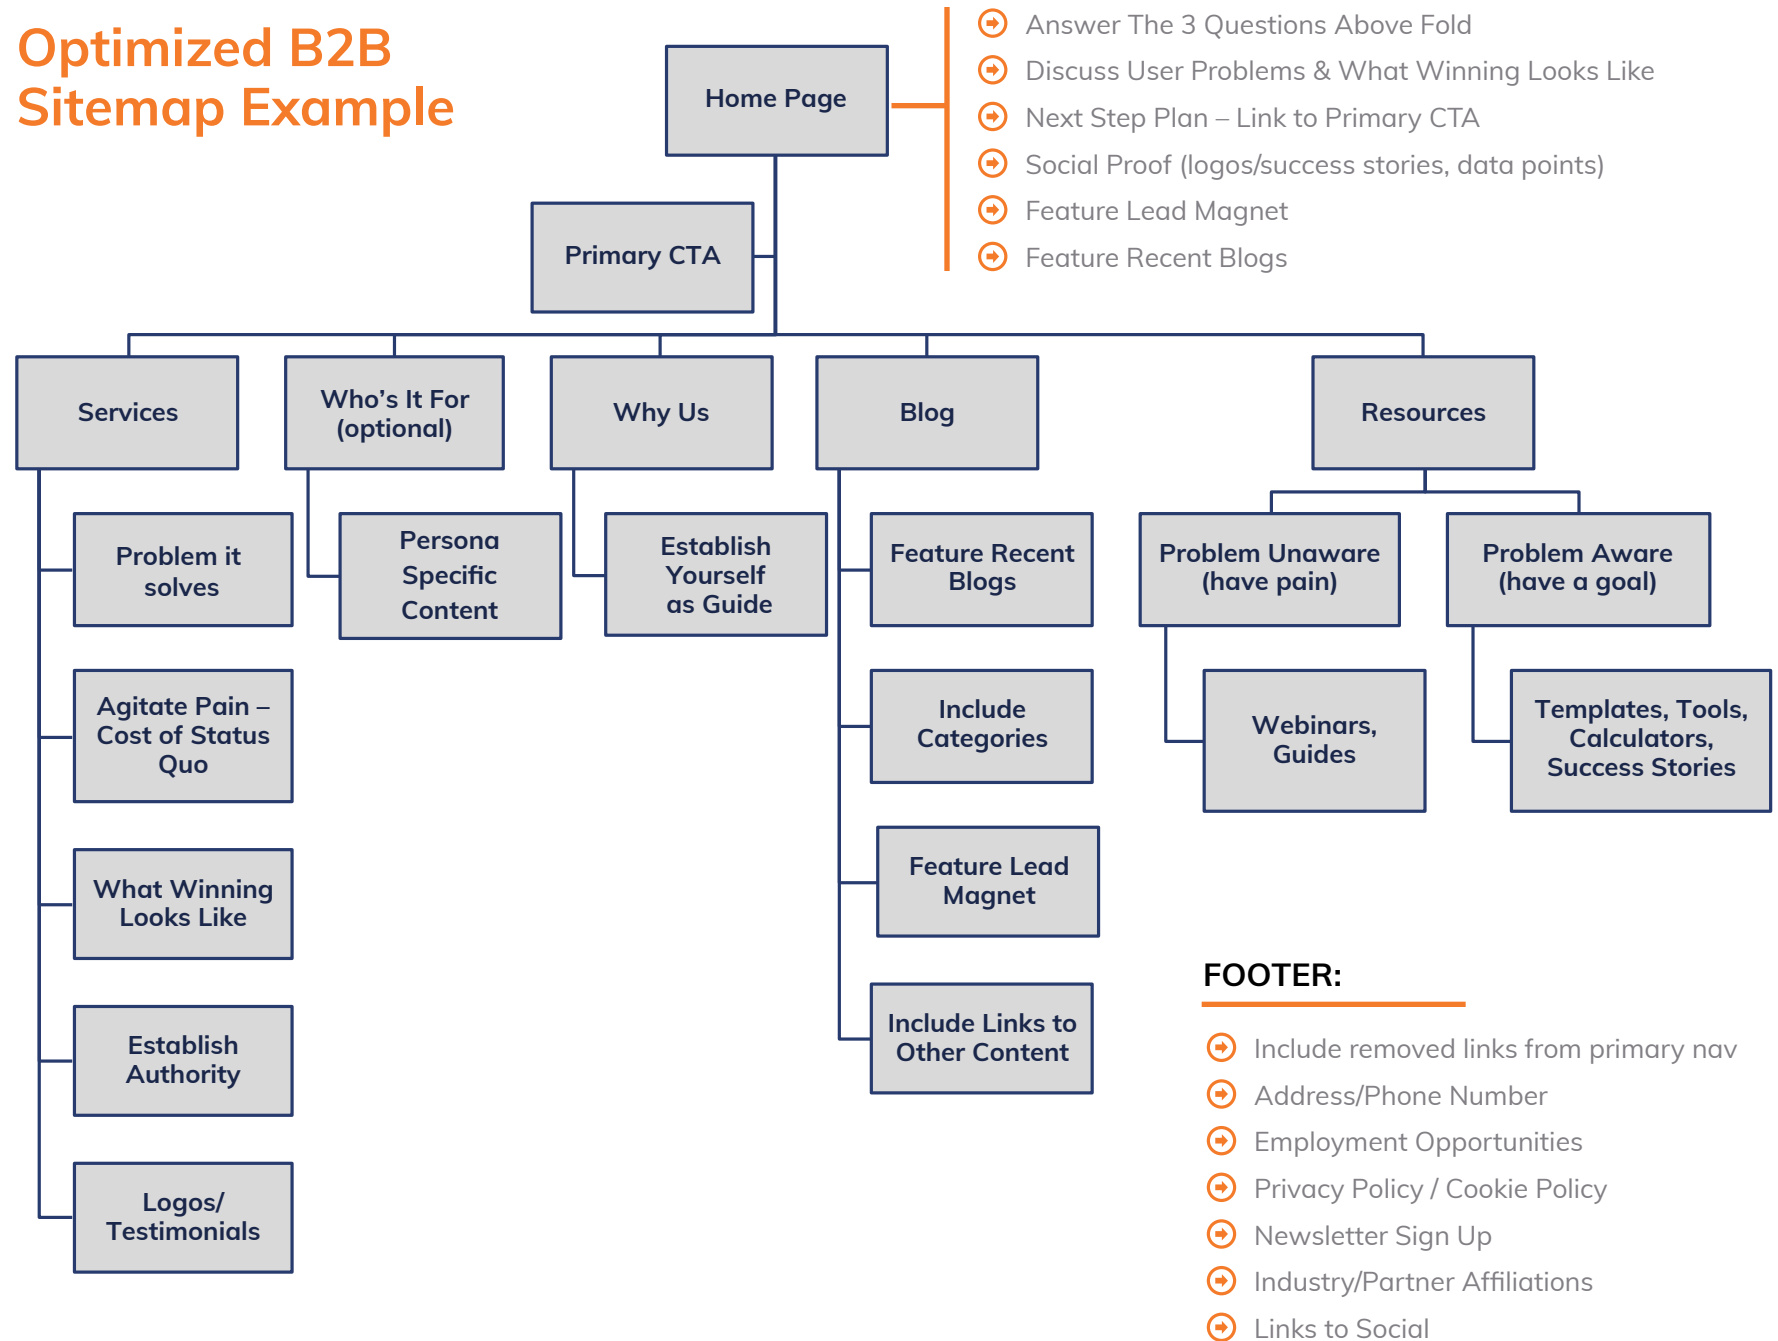 Optimized B2B
Sitemap Example
Home Page
Answer The 3 Questions Above Fold
Discuss User Problems & What Winning Looks Like
Next Step Plan – Link to Primary CTA
Social Proof (logos/success stories, data points)
Feature Lead Magnet
Feature Recent Blogs
Primary CTA
Services
Who’s It For
(optional)
Why Us
Blog
Resources
Problem it
solves
Agitate Pain –
Cost of Status
Quo
What Winning
Looks Like
Establish
Authority
Logos/
Testimonials
Persona
Specific
Content
Establish
Yourself
as Guide
Feature Recent
Blogs
Include
Categories
Feature Lead
Magnet
Include Links to
Other Content
Problem Unaware
(have pain)
Webinars,
Guides
Problem Aware
(have a goal)
Templates, Tools,
Calculators,
Success Stories
FOOTER:
Include removed links from primary nav
Address/Phone Number
Employment Opportunities
Privacy Policy / Cookie Policy
Newsletter Sign Up
Industry/Partner Affiliations
Links to Social